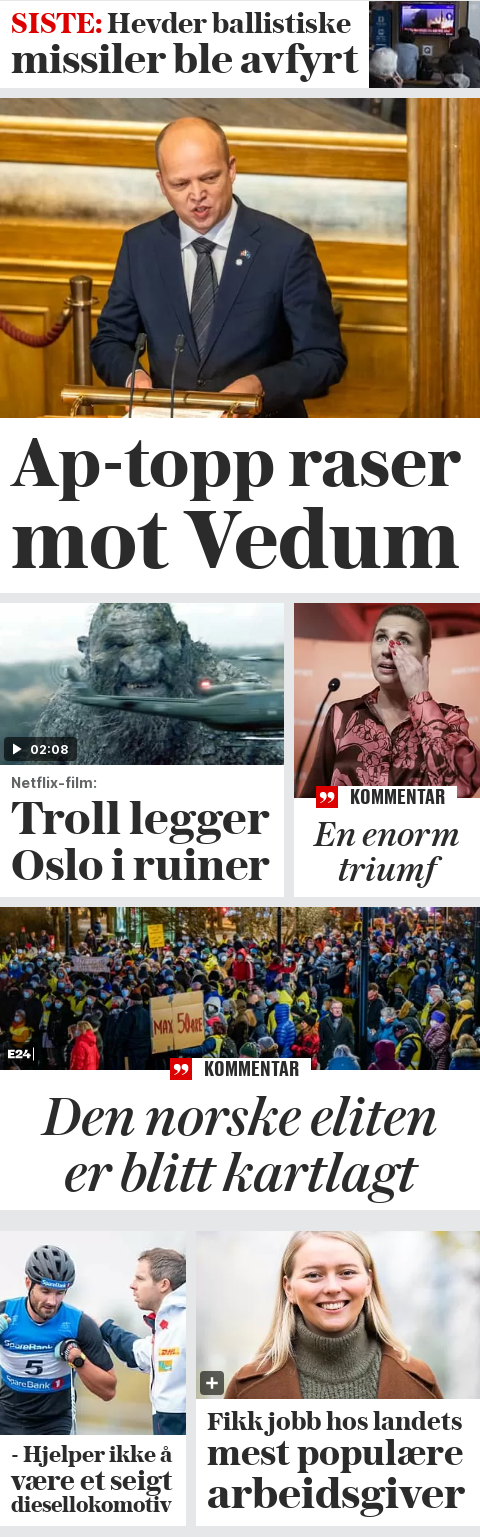 SISTE: Hevder ballistiske
missiler ble avfyrt
Ap-topp raser
mot Vedum
02:08
Netflix-film:
Troll legger
Oslo i ruiner
KOMMENTAR
En enorm
triumf
MAX 50 ØRE
E24
KOMMENTAR
Den norske eliten
er blitt kartlagt
SpareBank
SpareBank
5
SpareBank 1
DHL
- Hjelper ikke å
være et seigt
diesellokomotiv
Fikk jobb hos landets
mest populære
arbeidsgiver